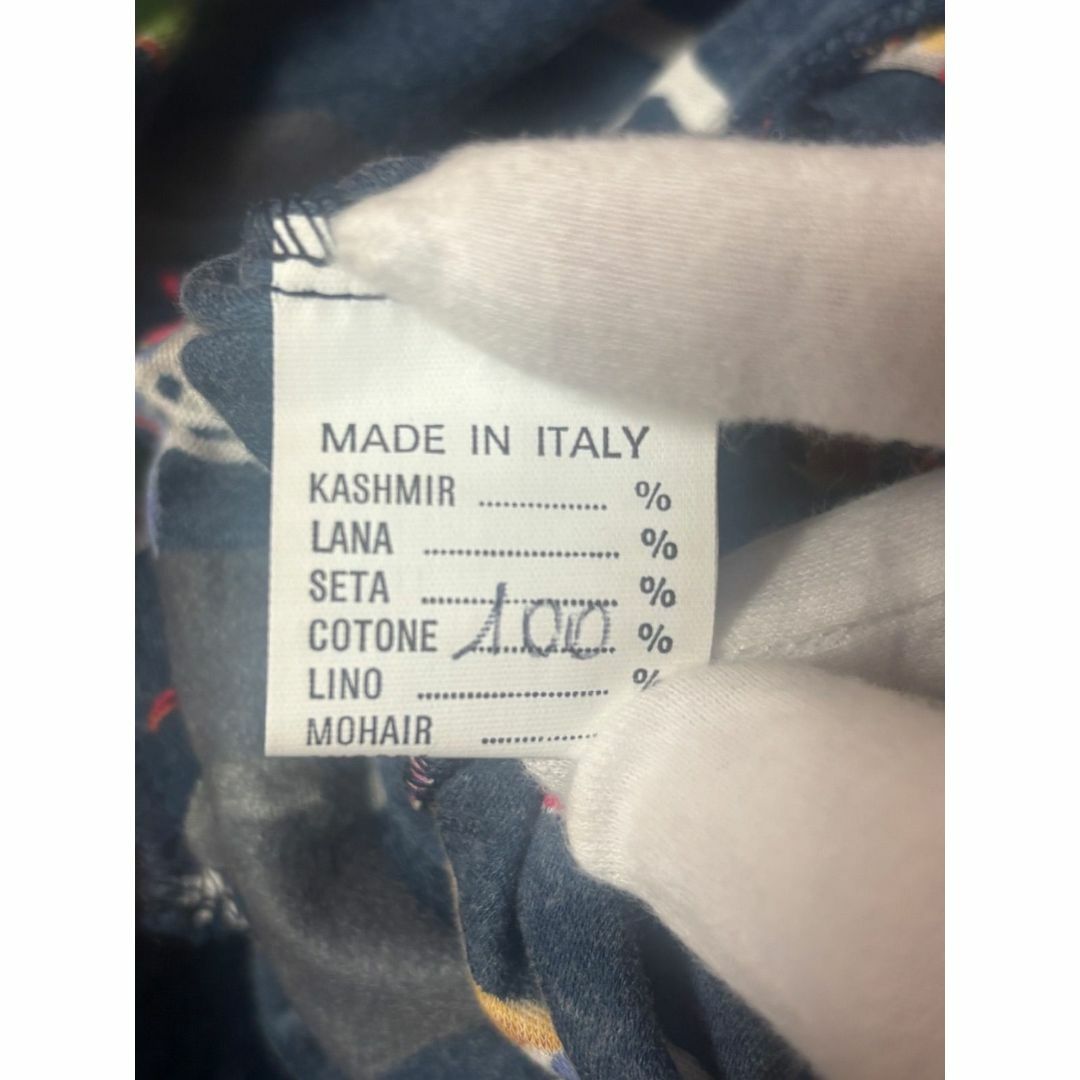 MADE IN ITALY
KASHMIR ................ %
LANA ........................ %
SETA ........................ %
COTONE 100 %
LINO ........................ %
MOHAIR ..............